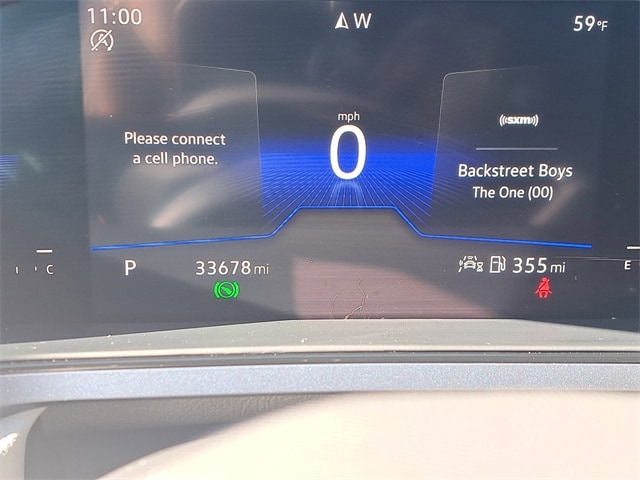 11:00
W
59°F
mph
0
Please connect
a cell phone.
((sxm))
Backstreet Boys
The One (00)
C
P
33678 mi
355 mi
E